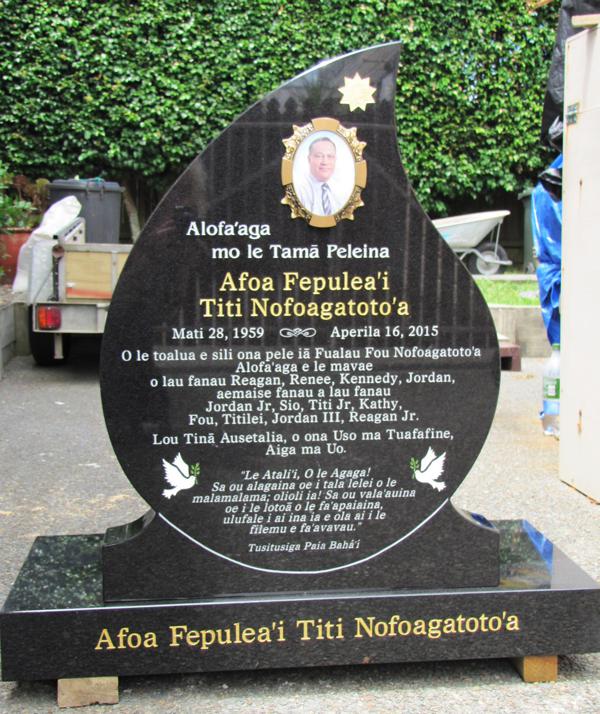 Alofa'aga
mo le Tamā Peleina
Afoa Fepulea'i
Titi Nofoagatoto'a
Mati 28, 1959 Aperila 16, 2015
O le toalua e sili ona pele iā Fualau Fou Nofoagatoto'a
Alofa'aga e le mavae
o lau fanau Reagan, Renee, Kennedy, Jordan,
aemaise fanau a lau fanau
Jordan Jr, Sio, Titi Jr, Kathy,
Fou, Titilei, Jordan III, Reagan Jr.
Lou Tinā Ausetalia, o ona Uso ma Tuafafine,
Aiga ma Uo.
"Le Atali'i, O le Agaga!
Sa ou alagaina oe i tala lelei o le
malamalama; olioli ia! Sa ou vala'auina
oe i le lotoā o le fa'apaiaina,
ulufale i ai ina ia e ola ai i le
filemu e fa'avavau."
Tusitusiga Paia Bahā'í
Afoa Fepulea'i Titi Nofoagatoto'a